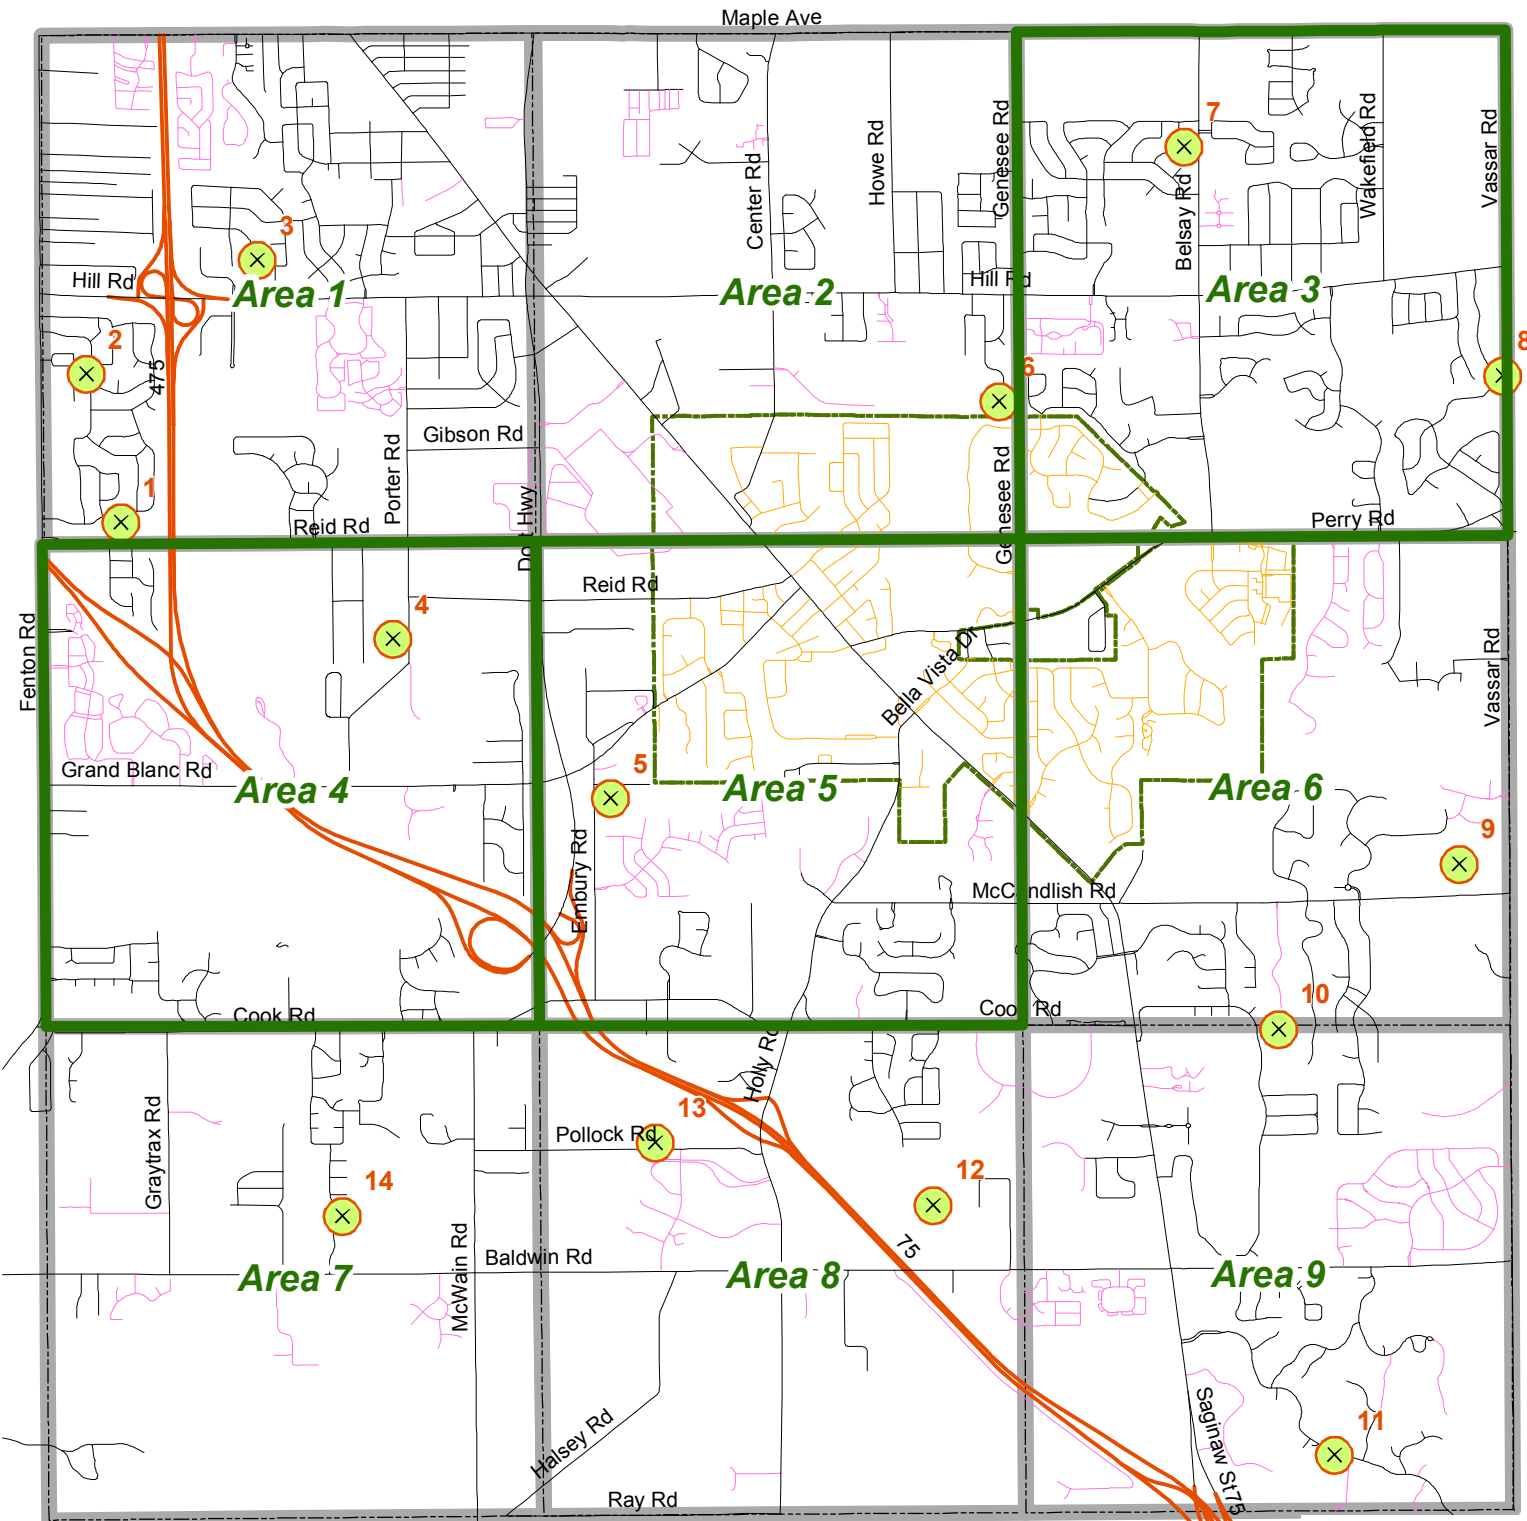 Maple Ave
7
Genesee Rd
Howe Rd
Wakefield Rd
Vassar Rd
Center Rd
Belsay Rd
3
Hill Rd
Area 1
Area 2
Hill Rd
Area 3
2
475
6
8
Gibson Rd
Porter Rd
1
Reid Rd
Dort Hwy
Genesee Rd
Perry Rd
Reid Rd
4
Fenton Rd
Bella Vista Dr
Vassar Rd
Grand Blanc Rd
Area 4
5
Area 5
Area 6
9
Embury Rd
McCandlish Rd
10
Cook Rd
Cook Rd
Holly Rd
13
Graytrax Rd
Pollock Rd
14
12
McWain Rd
Baldwin Rd
75
Area 7
Area 8
Area 9
11
Halsey Rd
Saginaw St
75
Ray Rd